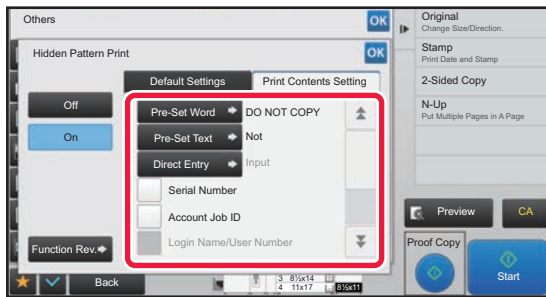 Others
OK
Hidden Pattern Print
OK
Default Settings
Print Contents Setting
Off
On
Pre-Set Word
DO NOT COPY
Pre-Set Text
Not
Direct Entry
Input
Serial Number
Account Job ID
Login Name/User Number
Function Rev.
Back
3 8½x14
4 11x17
8½x11
Original
Change Size/Direction.
Stamp
Print Date and Stamp
2-Sided Copy
N-Up
Put Multiple Pages in A Page
Preview
CA
Proof Copy
Start